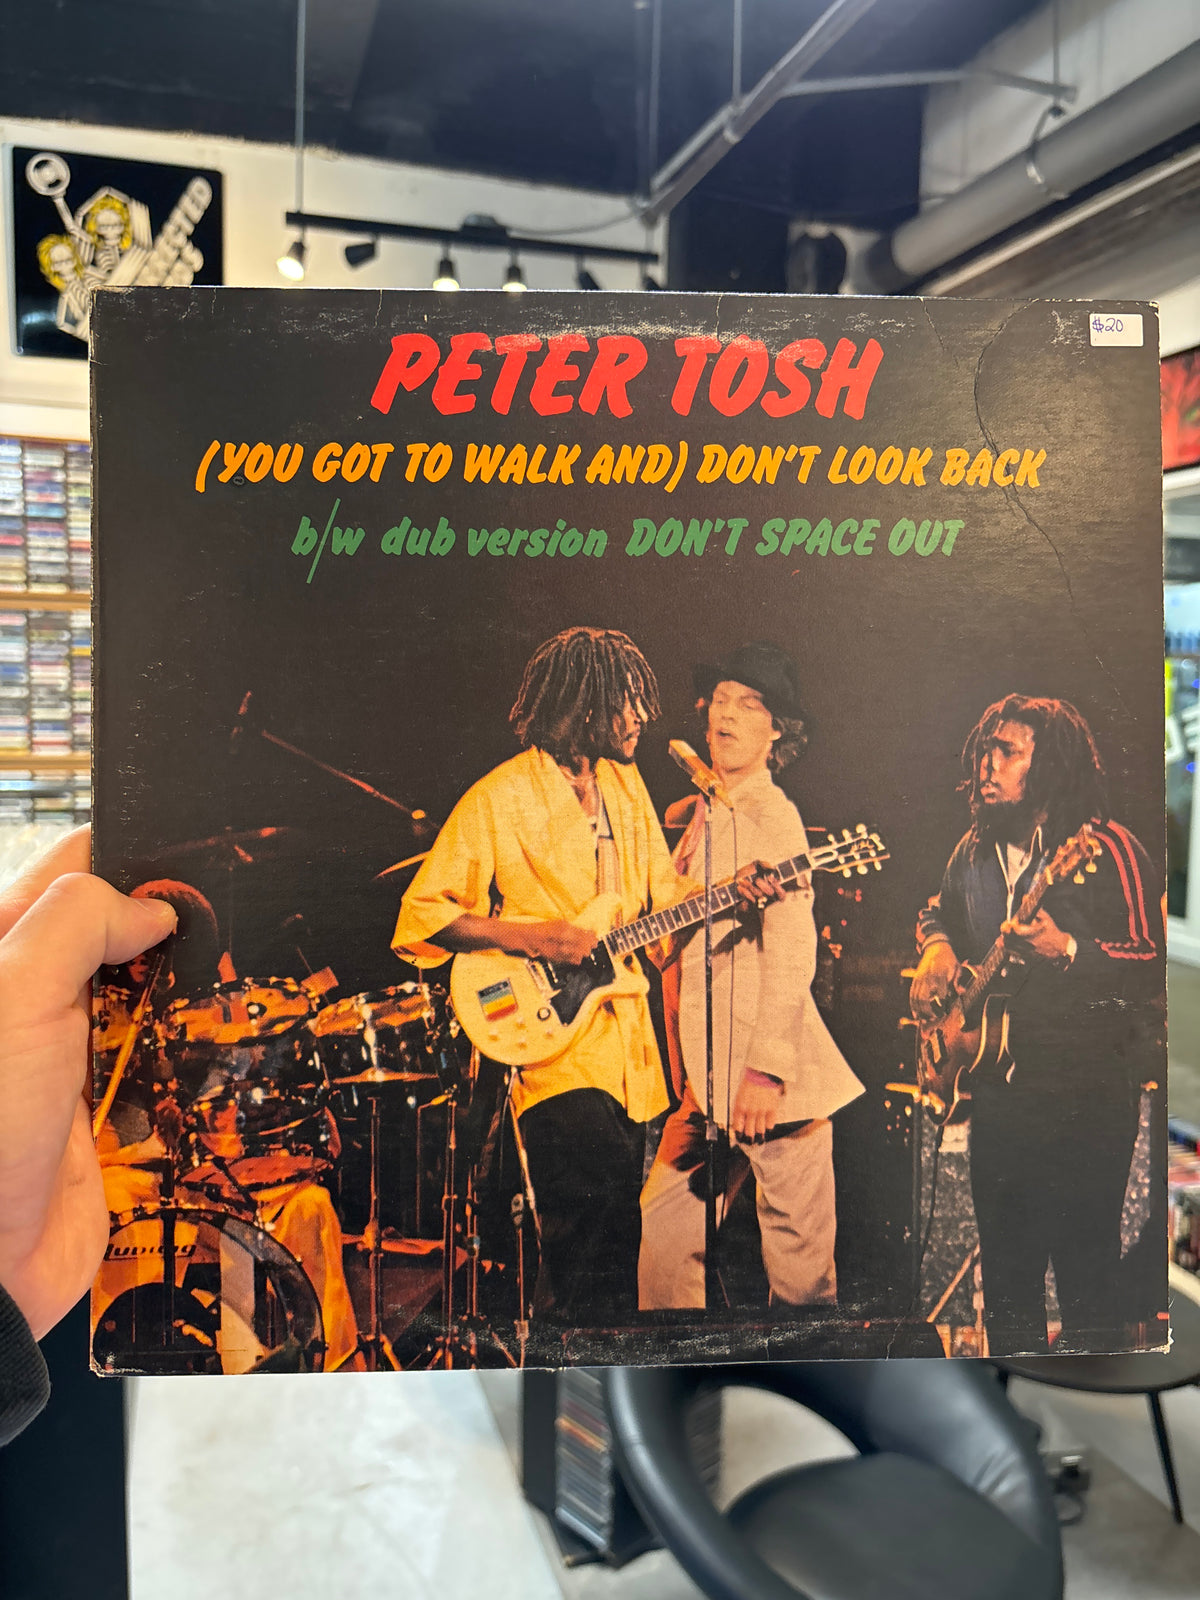 $20
PETER TOSH
(YOU GOT TO WALK AND) DON'T LOOK BACK
b/w dub version DON'T SPACE OUT
Ludwig